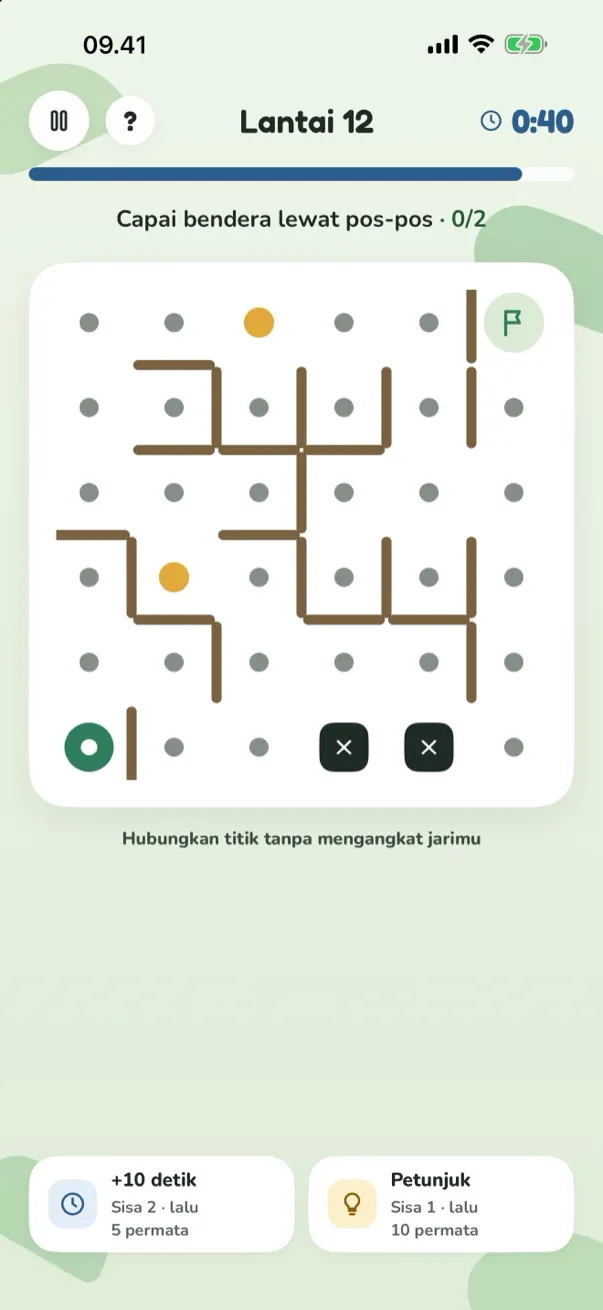 09.41
?
Lantai 12
0:40
Capai bendera lewat pos-pos · 0/2
Hubungkan titik tanpa mengangkat jarimu
+10 detik
Sisa 2 · lalu
5 permata
Petunjuk
Sisa 1 · lalu
10 permata